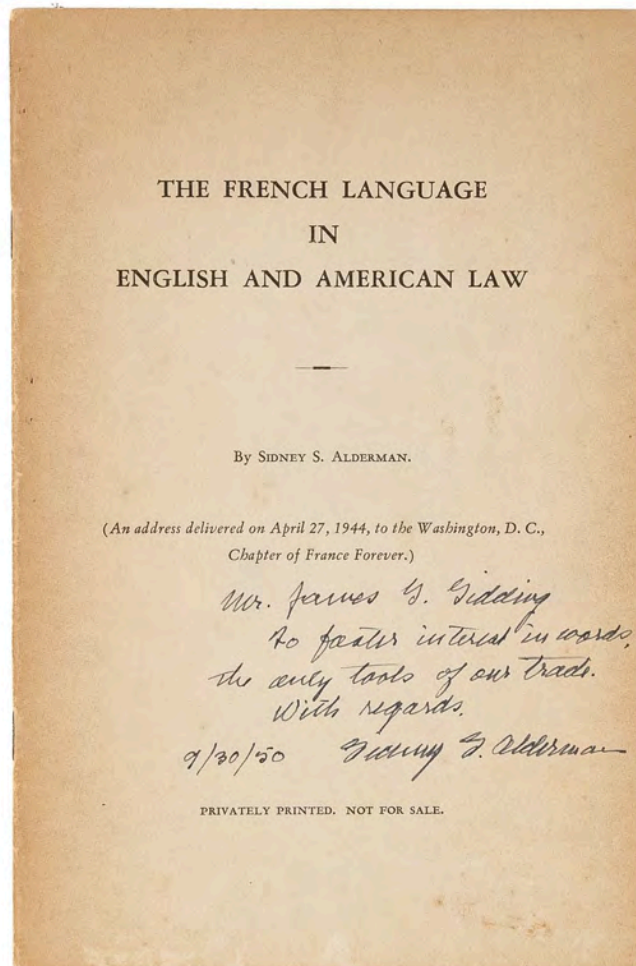 THE FRENCH LANGUAGE
IN
ENGLISH AND AMERICAN LAW
By SIDNEY S. ALDERMAN.
(An address delivered on April 27, 1944, to the Washington, D. C.,
Chapter of France Forever.)
Mr. James G. Gidding
to foster interest in words,
the only tools of our trade.
With regards.
9/30/50 Sidney S. Alderman
PRIVATELY PRINTED. NOT FOR SALE.